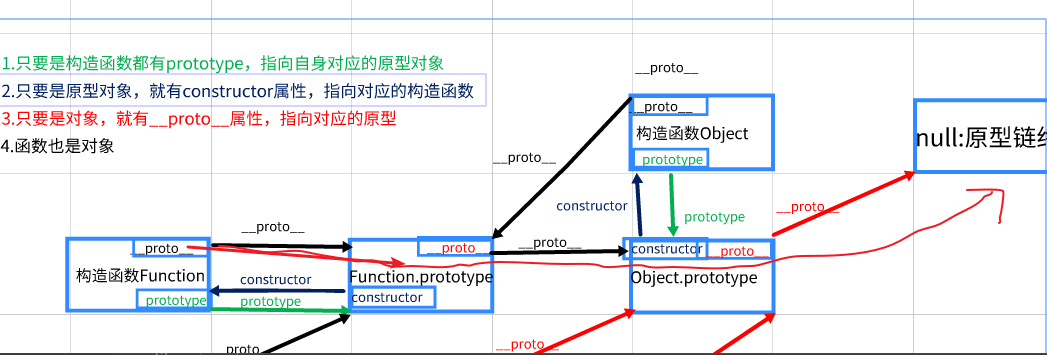 1.只要是构造函数都有prototype，指向自身对应的原型对象
2.只要是原型对象，就有constructor属性，指向对应的构造函数
3.只要是对象，就有__proto__属性，指向对应的原型
4.函数也是对象
__proto__
__proto__
构造函数Object
prototype
null:原型链
__proto__
constructor
prototype
__proto__
__proto__
__proto__
构造函数Function
prototype
constructor
prototype
__proto__
Function.prototype
constructor
__proto__
constructor
__proto__
Object.prototype
proto
__proto__